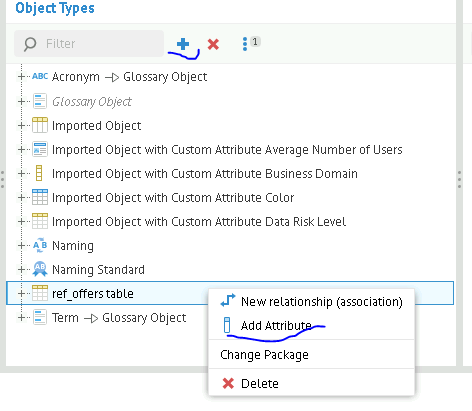 Object Types
Filter
1
ABC Acronym → Glossary Object
Glossary Object
Imported Object
Imported Object with Custom Attribute Average Number of Users
Imported Object with Custom Attribute Business Domain
Imported Object with Custom Attribute Color
Imported Object with Custom Attribute Data Risk Level
Naming
Naming Standard
ref_offers table
New relationship (association)
Term → Glossary Object
Add Attribute
Change Package
Delete